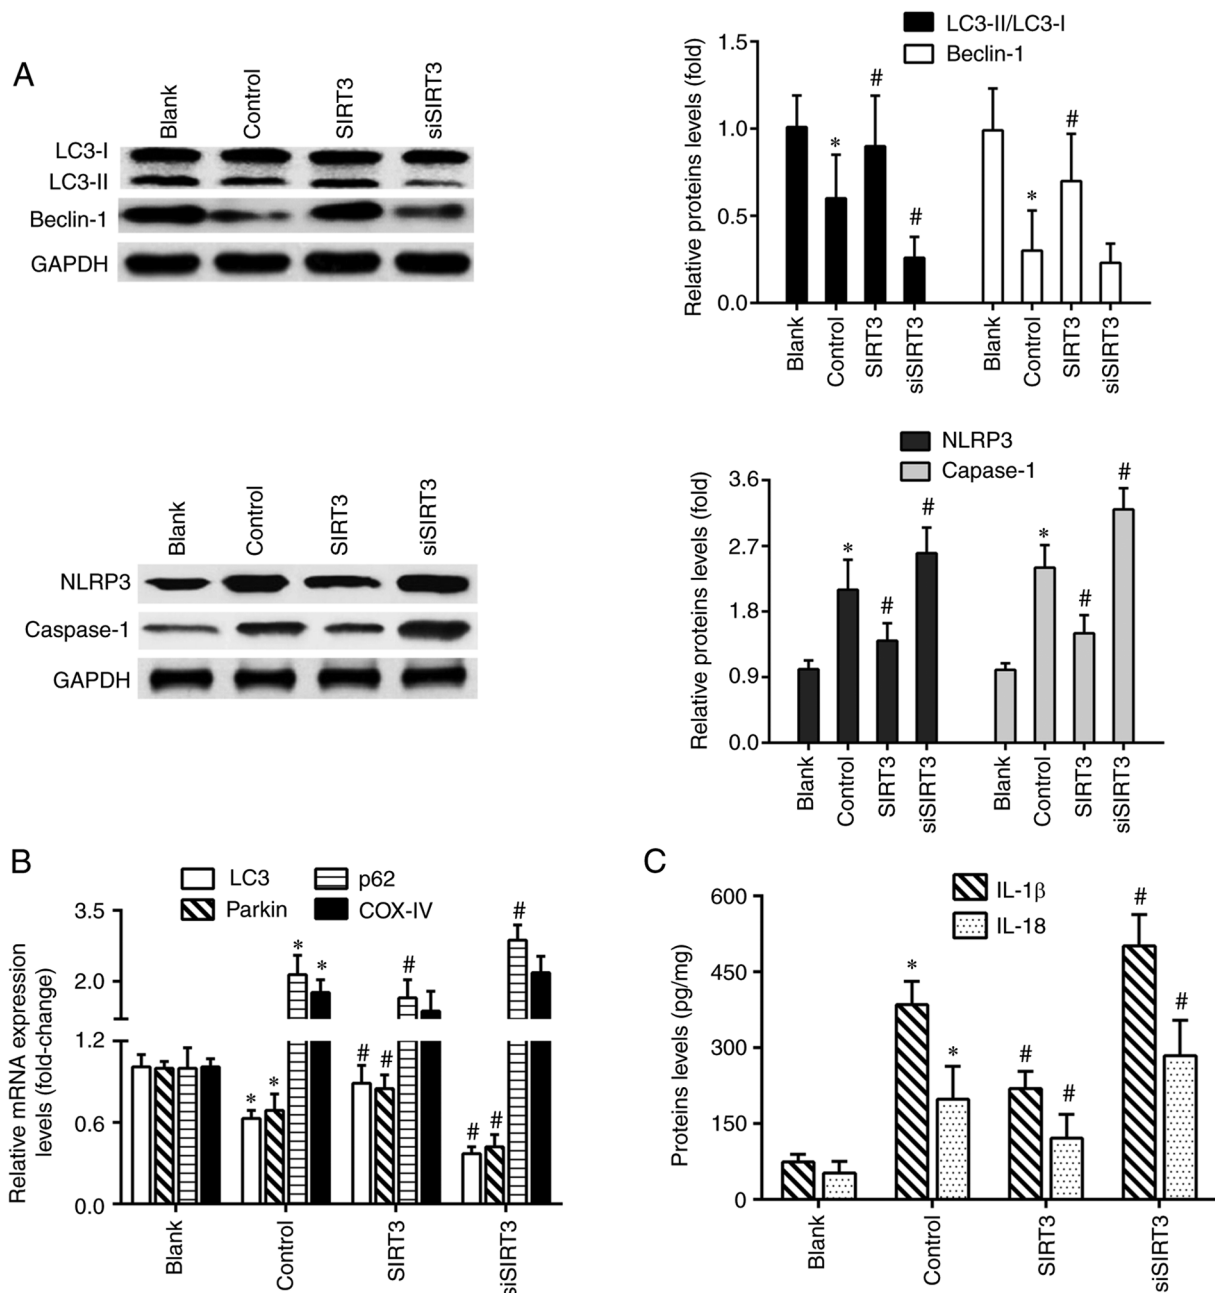 A
Blank
Control
SIRT3
siSIRT3
LC3-I
LC3-II
Beclin-1
GAPDH
LC3-II/LC3-I
Beclin-1
Relative proteins levels (fold)
1.5
1.0
0.5
0.0
*
#
#
*
#
Blank
Control
SIRT3
siSIRT3
Blank
Control
SIRT3
siSIRT3
Blank
Control
SIRT3
siSIRT3
NLRP3
Caspase-1
GAPDH
NLRP3
Capase-1
Relative proteins levels (fold)
3.6
2.7
1.8
0.9
0.0
*
#
#
*
#
#
Blank
Control
SIRT3
siSIRT3
Blank
Control
SIRT3
siSIRT3
B
LC3
p62
Parkin
COX-IV
Relative mRNA expression
levels (fold-change)
3.5
2.0
1.2
0.6
0.0
*
*
*
*
#
#
#
#
#
#
Blank
Control
SIRT3
siSIRT3
C
IL-1β
IL-18
Proteins levels (pg/mg)
600
450
300
150
0
*
*
#
#
#
#
Blank
Control
SIRT3
siSIRT3